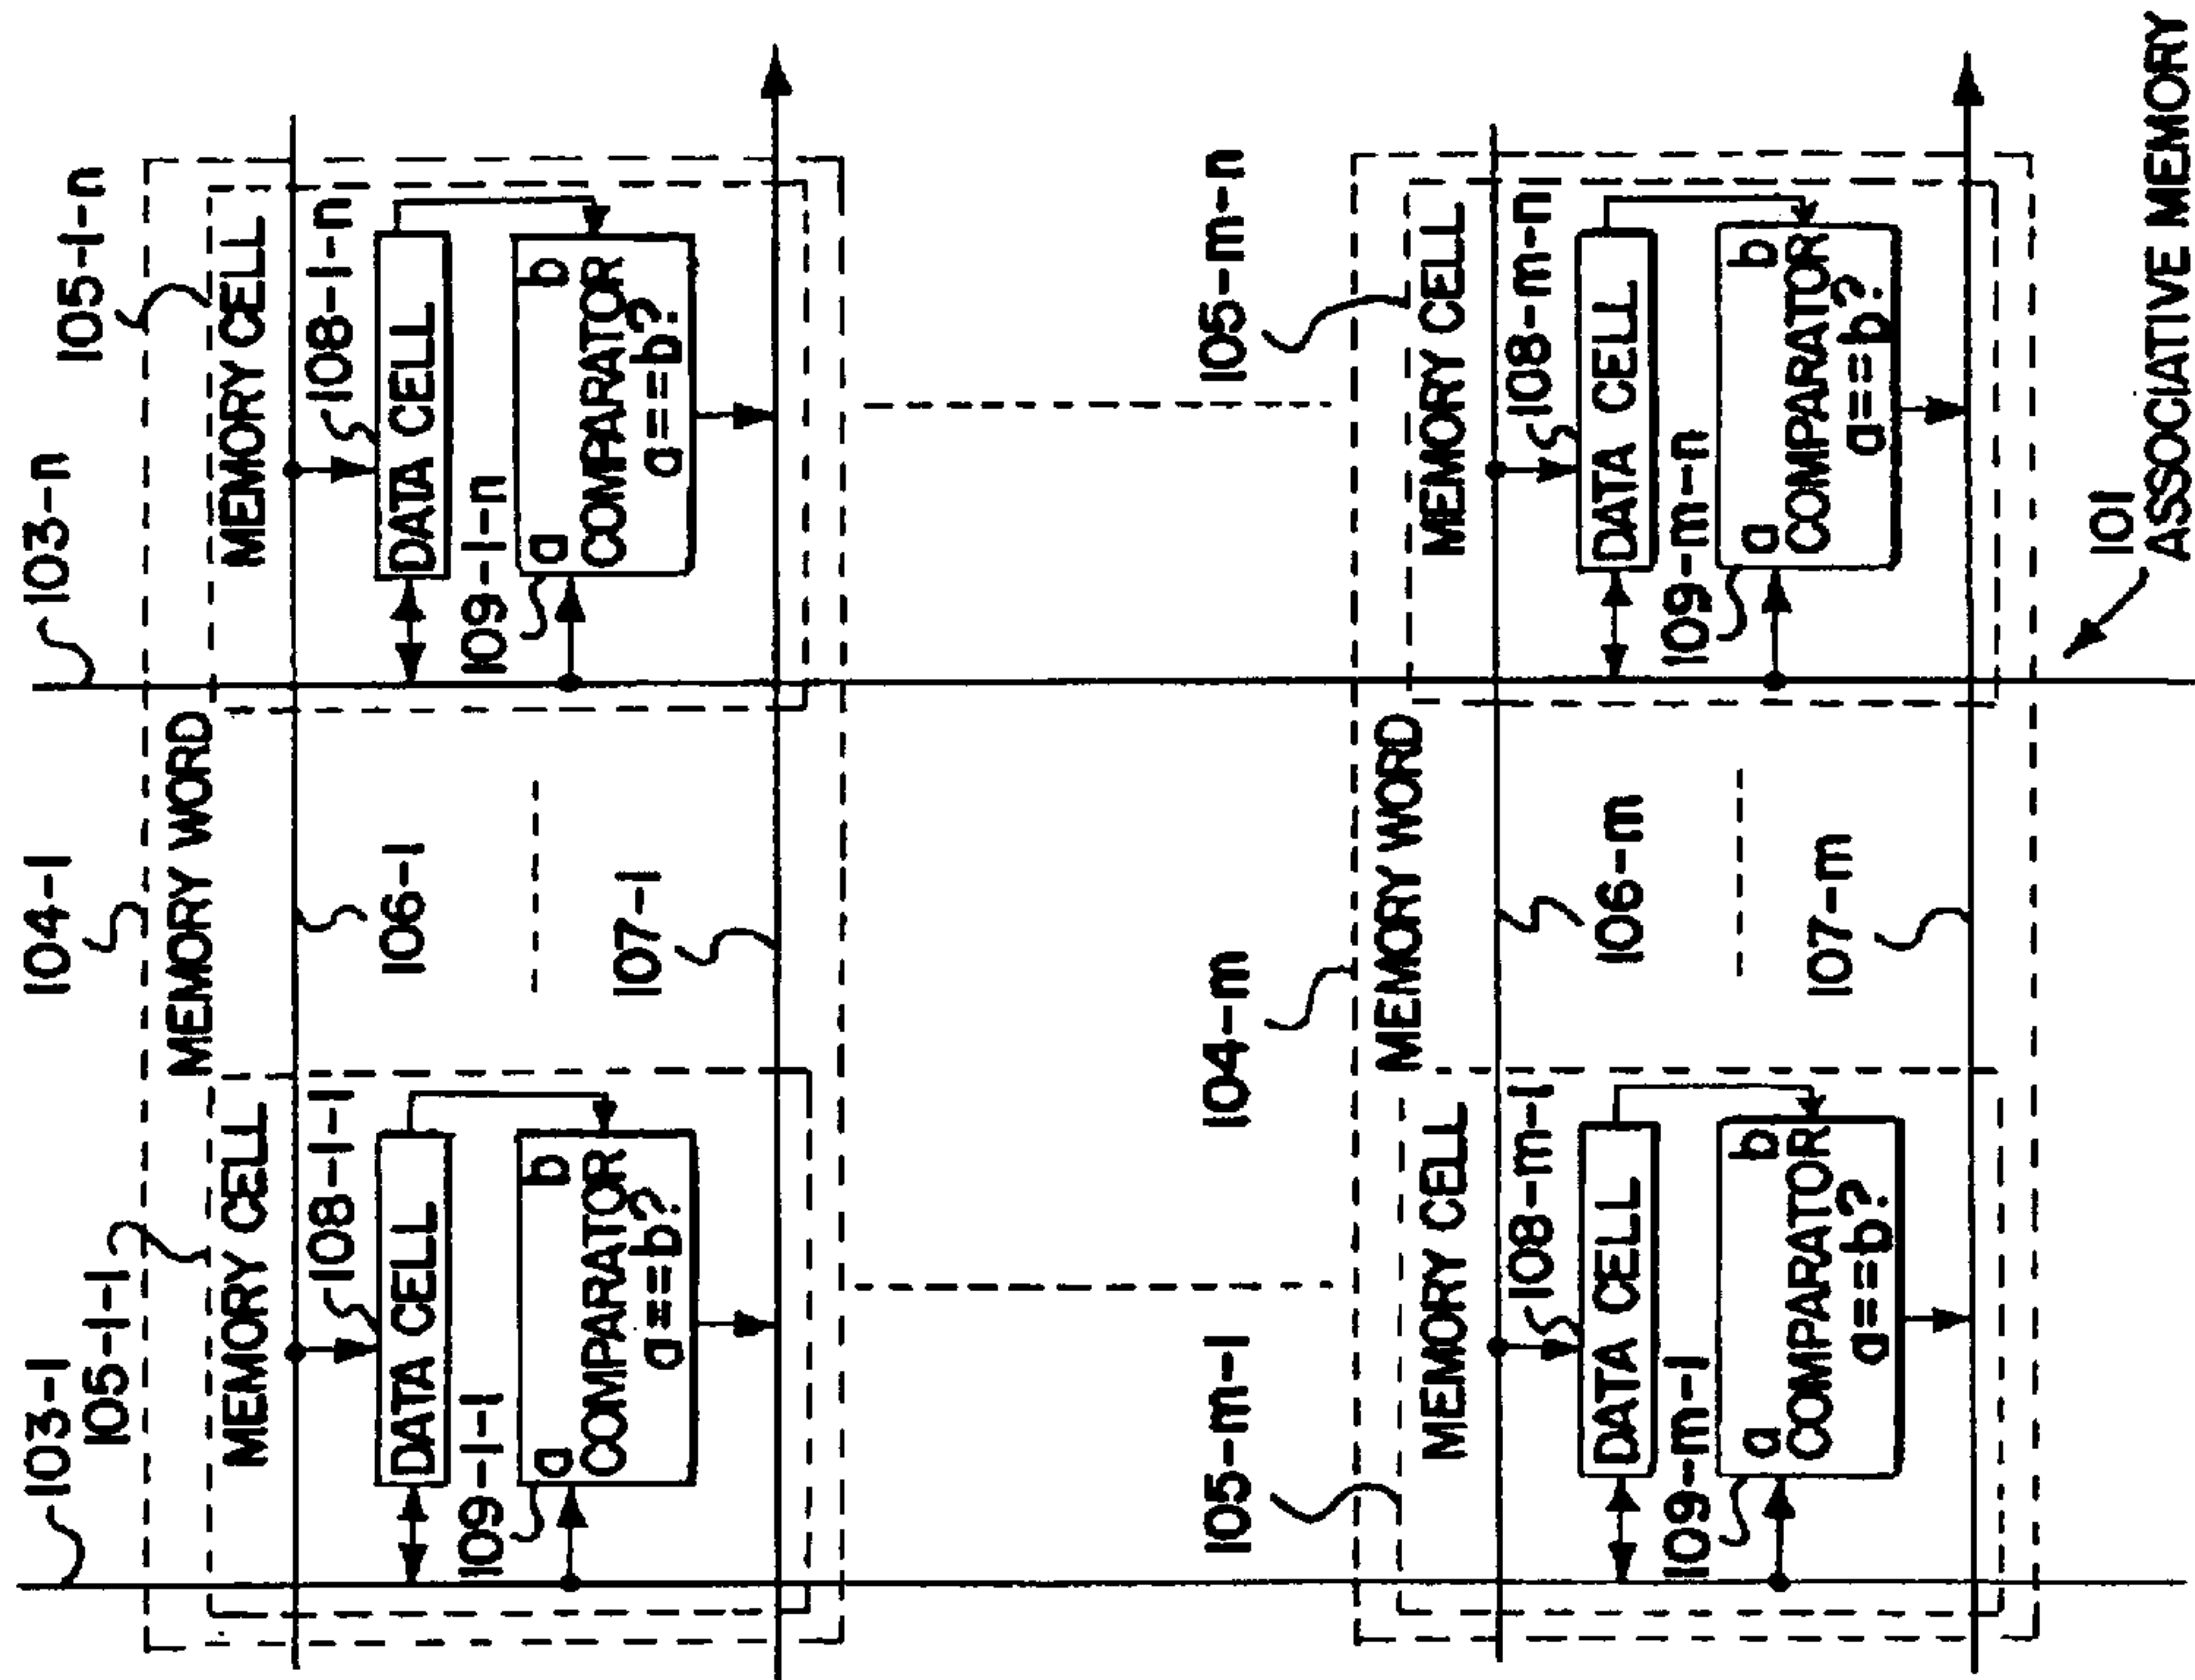 103-1
104-1
103-n
105-1-1
105-1-n
MEMORY WORD
MEMORY CELL
MEMORY CELL
108-1-1
108-1-n
106-1
DATA CELL
DATA CELL
109-1-1
109-1-n
a b
COMPARATOR
a==b?
a b
COMPARATOR
a==b?
107-1
105-m-1
104-m
105-m-n
MEMORY WORD
MEMORY CELL
MEMORY CELL
108-m-1
108-m-n
106-m
DATA CELL
DATA CELL
109-m-1
109-m-n
a b
COMPARATOR
a==b?
a b
COMPARATOR
a==b?
107-m
101
ASSOCIATIVE MEMORY